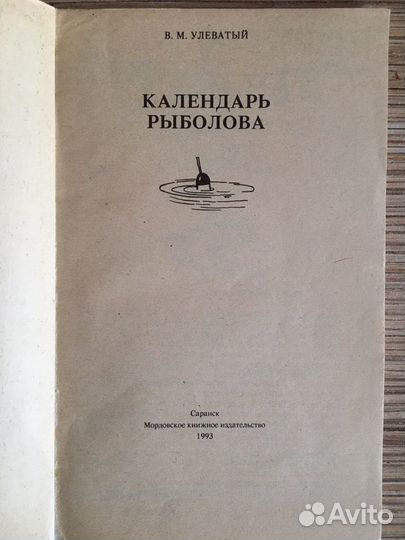 В. М. УЛЕВАТЫЙ
КАЛЕНДАРЬ
РЫБОЛОВА
Саранск
Мордовское книжное издательство
1993
Avito